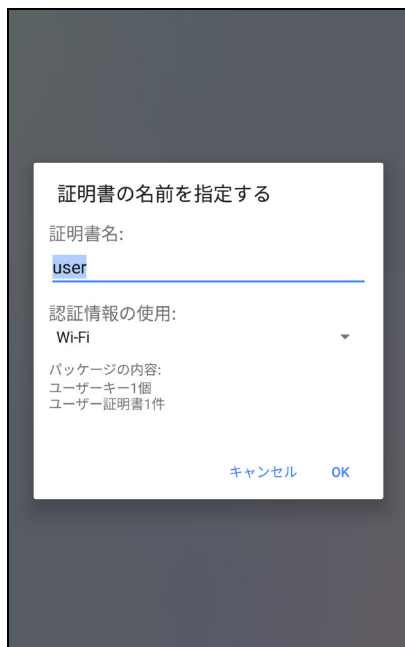 証明書の名前を指定する
証明書名:
user
認証情報の使用:
Wi-Fi
パッケージの内容:
ユーザーキー1個
ユーザー証明書1件
キャンセル OK